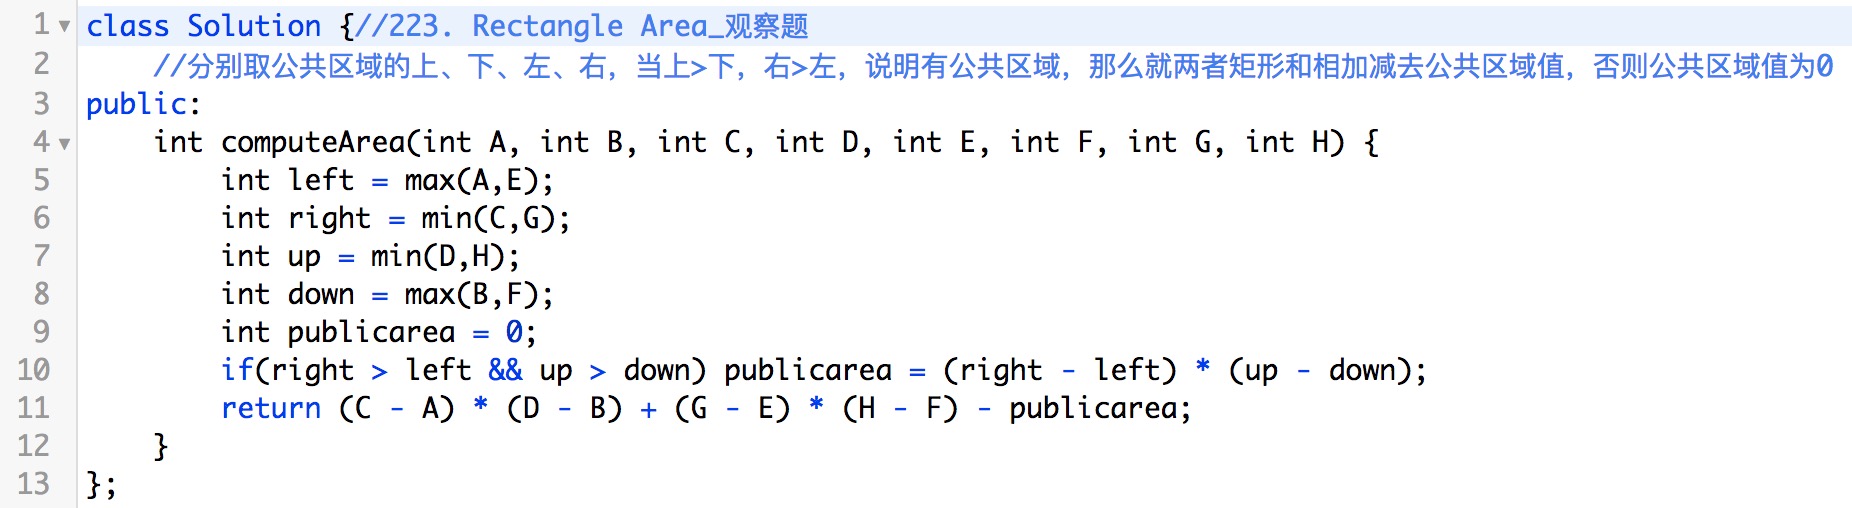 1 class Solution {//223. Rectangle Area_观察题
2     //分别取公共区域的上、下、左、右，当上>下，右>左，说明有公共区域，那么就两者矩形和相加减去公共区域值，否则公共区域值为0
3 public:
4     int computeArea(int A, int B, int C, int D, int E, int F, int G, int H) {
5         int left = max(A,E);
6         int right = min(C,G);
7         int up = min(D,H);
8         int down = max(B,F);
9         int publicarea = 0;
10         if(right > left && up > down) publicarea = (right - left) * (up - down);
11         return (C - A) * (D - B) + (G - E) * (H - F) - publicarea;
12     }
13 };